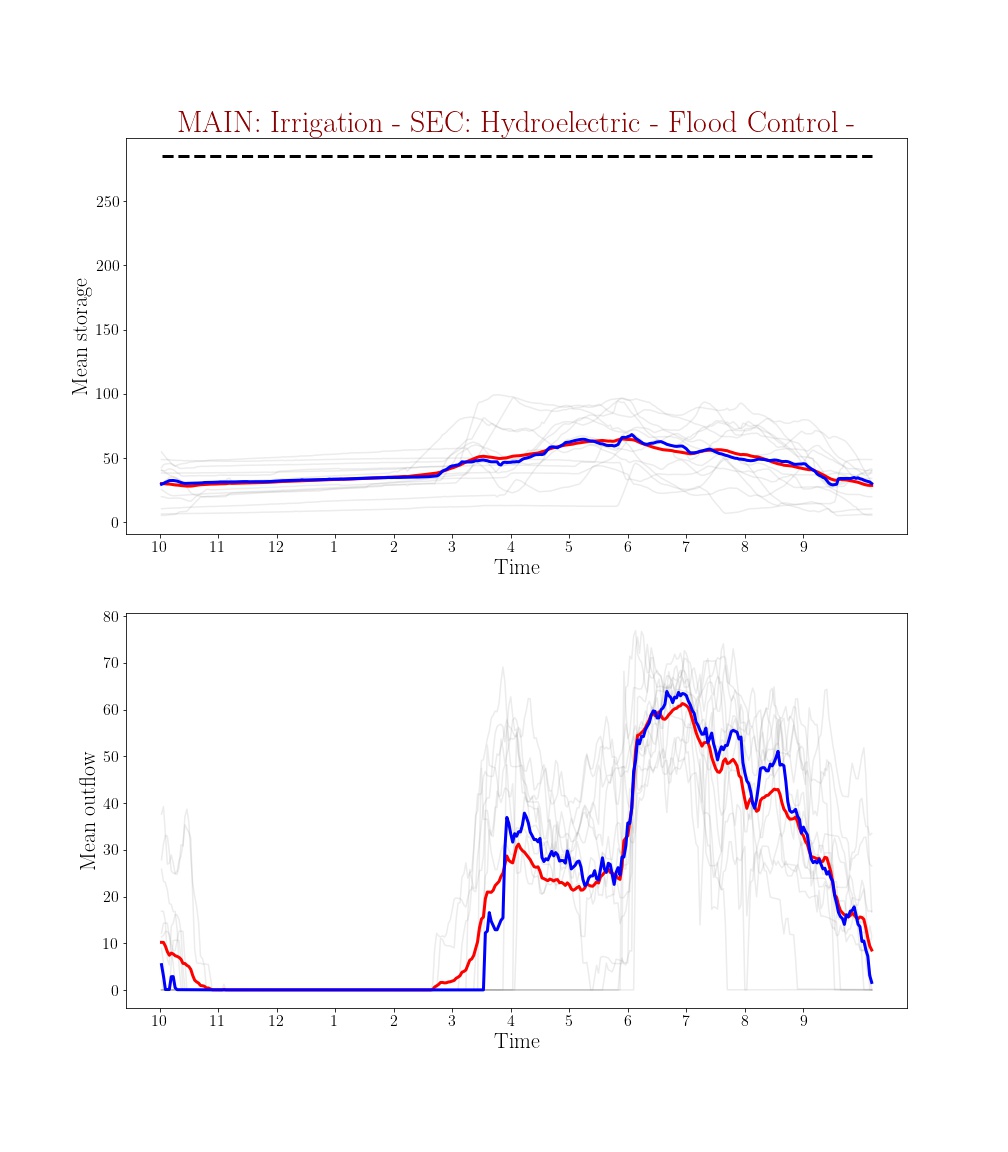 MAIN: Irrigation - SEC: Hydroelectric - Flood Control -
250
200
150
100
50
0
Mean storage
10 11 12 1 2 3 4 5 6 7 8 9
Time
80
70
60
50
40
30
20
10
0
Mean outflow
10 11 12 1 2 3 4 5 6 7 8 9
Time